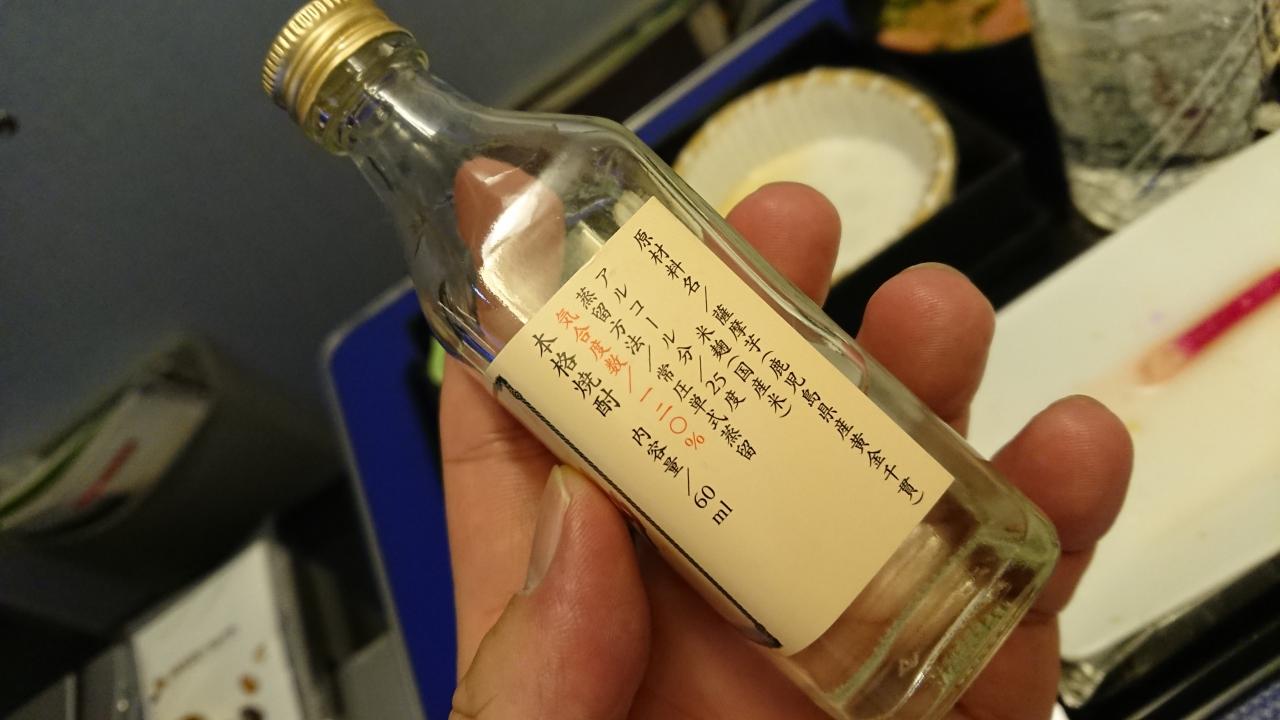 原材料名/薩摩芋(鹿児島県産黄金千貫)
米麹(国産米)
アルコール分/25度
蒸留方法/常圧単式蒸留
気合度数/一二〇%
本格焼酎 内容量/60ml